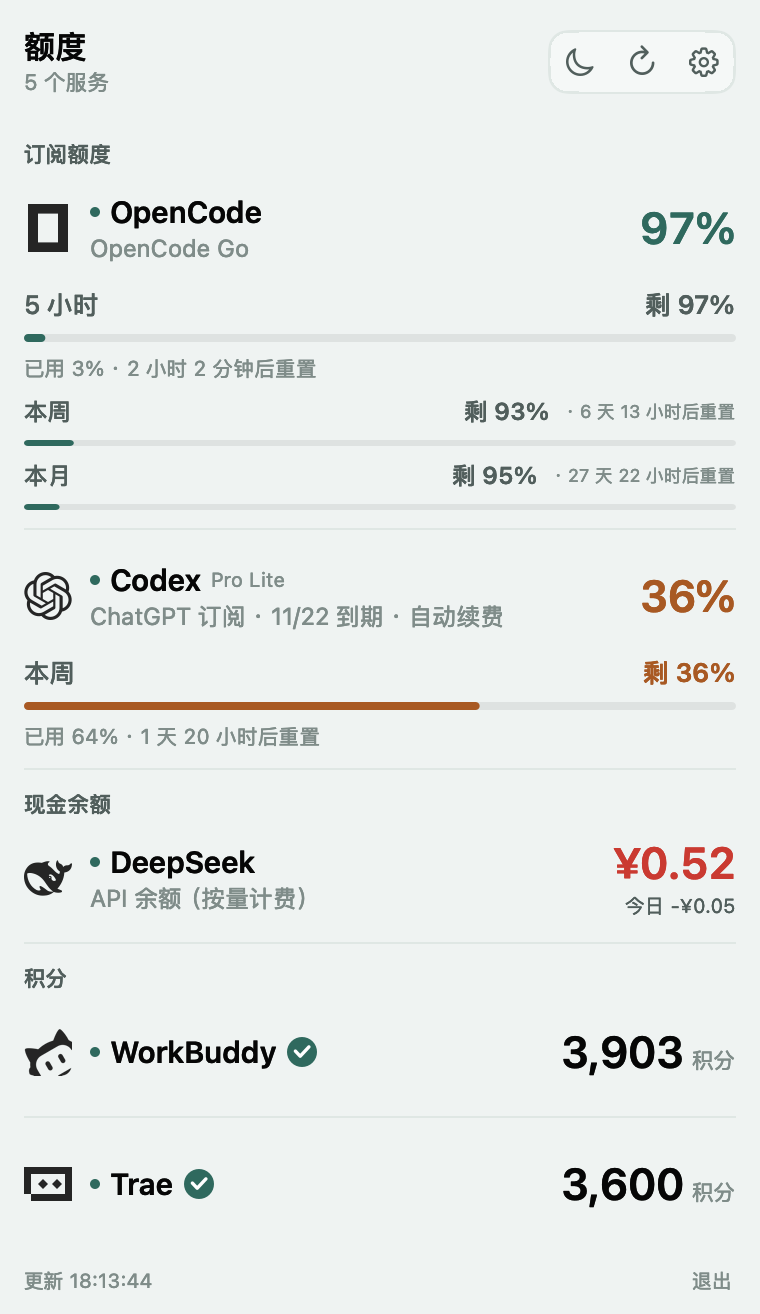 额度
5 个服务
订阅额度
OpenCode
OpenCode Go
97%
5 小时
剩 97%
已用 3% · 2 小时 2 分钟后重置
本周
剩 93% · 6 天 13 小时后重置
本月
剩 95% · 27 天 22 小时后重置
Codex Pro Lite
ChatGPT 订阅 · 11/22 到期 · 自动续费
36%
本周
剩 36%
已用 64% · 1 天 20 小时后重置
现金余额
DeepSeek
API 余额（按量计费）
¥0.52
今日 -¥0.05
积分
WorkBuddy
3,903 积分
Trae
3,600 积分
更新 18:13:44
退出